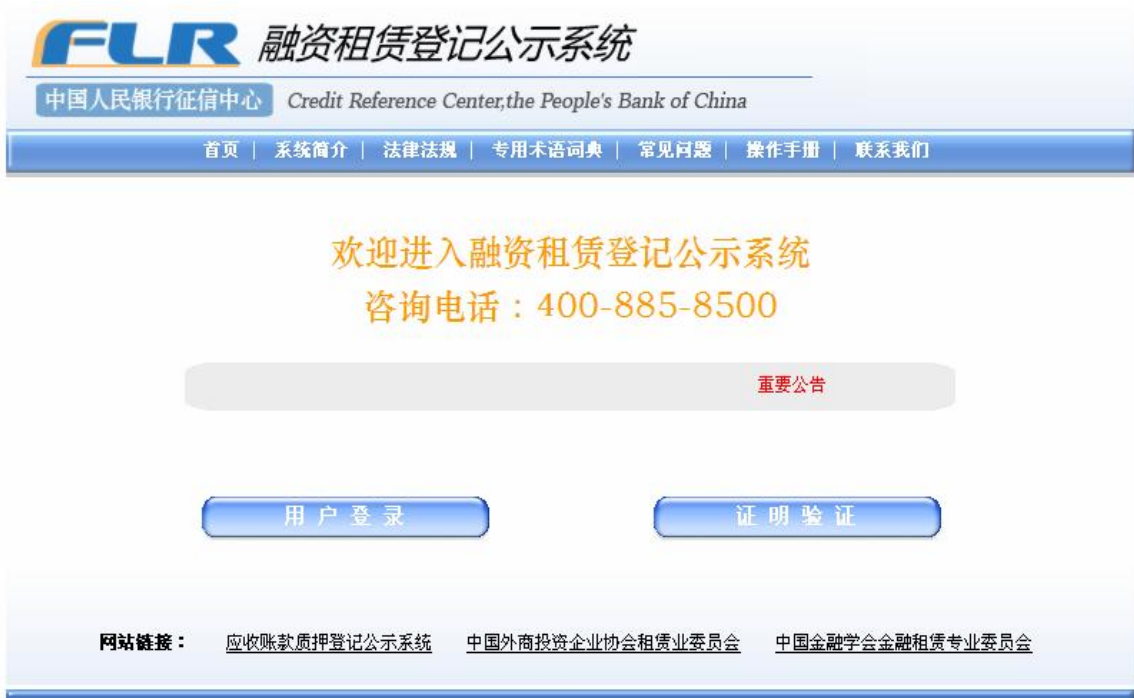 FLR 融资租赁登记公示系统
中国人民银行征信中心 Credit Reference Center,the People's Bank of China
首页 | 系统简介 | 法律法规 | 专用术语词典 | 常见问题 | 操作手册 | 联系我们
欢迎进入融资租赁登记公示系统
咨询电话：400-885-8500
重要公告
用户登录 证明验证
网站链接： 应收账款质押登记公示系统 中国外商投资企业协会租赁业委员会 中国金融学会金融租赁专业委员会